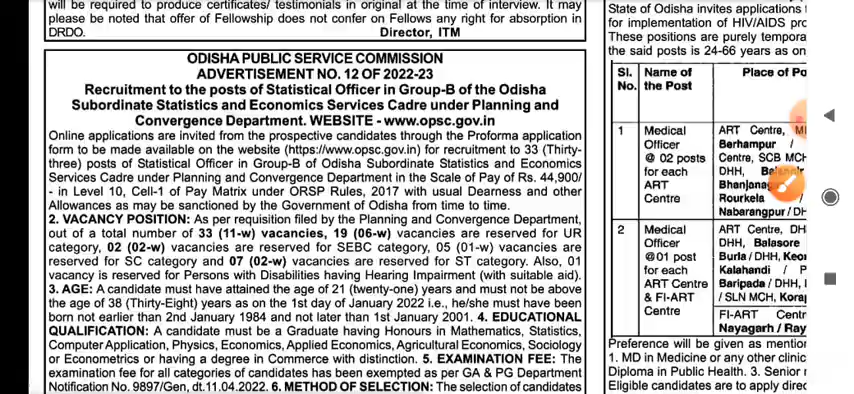 will be required to produce certificates/ testimonials in original at the time of interview. It may
please be noted that offer of Fellowship does not confer on Fellows any right for absorption in
DRDO. Director, ITM
ODISHA PUBLIC SERVICE COMMISSION
ADVERTISEMENT NO. 12 OF 2022-23
Recruitment to the posts of Statistical Officer in Group-B of the Odisha
Subordinate Statistics and Economics Services Cadre under Planning and
Convergence Department. WEBSITE - www.opsc.gov.in
Online applications are invited from the prospective candidates through the Proforma application
form to be made available on the website (https://www.opsc.gov.in) for recruitment to 33 (Thirty-
three) posts of Statistical Officer in Group-B of Odisha Subordinate Statistics and Economics
Services Cadre under Planning and Convergence Department in the Scale of Pay of Rs. 44,900/
- in Level 10, Cell-1 of Pay Matrix under ORSP Rules, 2017 with usual Dearness and other
Allowances as may be sanctioned by the Government of Odisha from time to time.
2. VACANCY POSITION: As per requisition filed by the Planning and Convergence Department,
out of a total number of 33 (11-w) vacancies, 19 (06-w) vacancies are reserved for UR
category, 02 (02-w) vacancies are reserved for SEBC category, 05 (01-w) vacancies are
reserved for SC category and 07 (02-w) vacancies are reserved for ST category. Also, 01
vacancy is reserved for Persons with Disabilities having Hearing Impairment (with suitable aid).
3. AGE: A candidate must have attained the age of 21 (twenty-one) years and must not be above
the age of 38 (Thirty-Eight) years as on the 1st day of January 2022 i.e., he/she must have been
born not earlier than 2nd January 1984 and not later than 1st January 2001. 4. EDUCATIONAL
QUALIFICATION: A candidate must be a Graduate having Honours in Mathematics, Statistics,
Computer Application, Physics, Economics, Applied Economics, Agricultural Economics, Sociology
or Econometrics or having a degree in Commerce with distinction. 5. EXAMINATION FEE: The
examination fee for all categories of candidates has been exempted as per GA & PG Department
Notification No. 9897/Gen, dt.11.04.2022. 6. METHOD OF SELECTION: The selection of candidates
State of Odisha invites applications
for implementation of HIV/AIDS
These positions are purely
the said posts is 24-66 years as on
Sl. Name of Place of
No. the Post
1 Medical ART Centre,
Officer Berhampur /
@ 02 posts Centre, SCB MCH
for each DHH,
ART
Centre Rourkela
Nabarangpur / DH
2 Medical ART Centre, DH
Officer DHH, Balasore
@01 post Burla / DHH,
for each Kalahandi /
ART Centre Baripada / DHH,
& FI-ART / SLN MCH,
Centre FI-ART
Nayagarh /
Preference will be given as
1. MD in Medicine or any other
Diploma in Public Health. 3. Senior
Eligible candidates are to apply